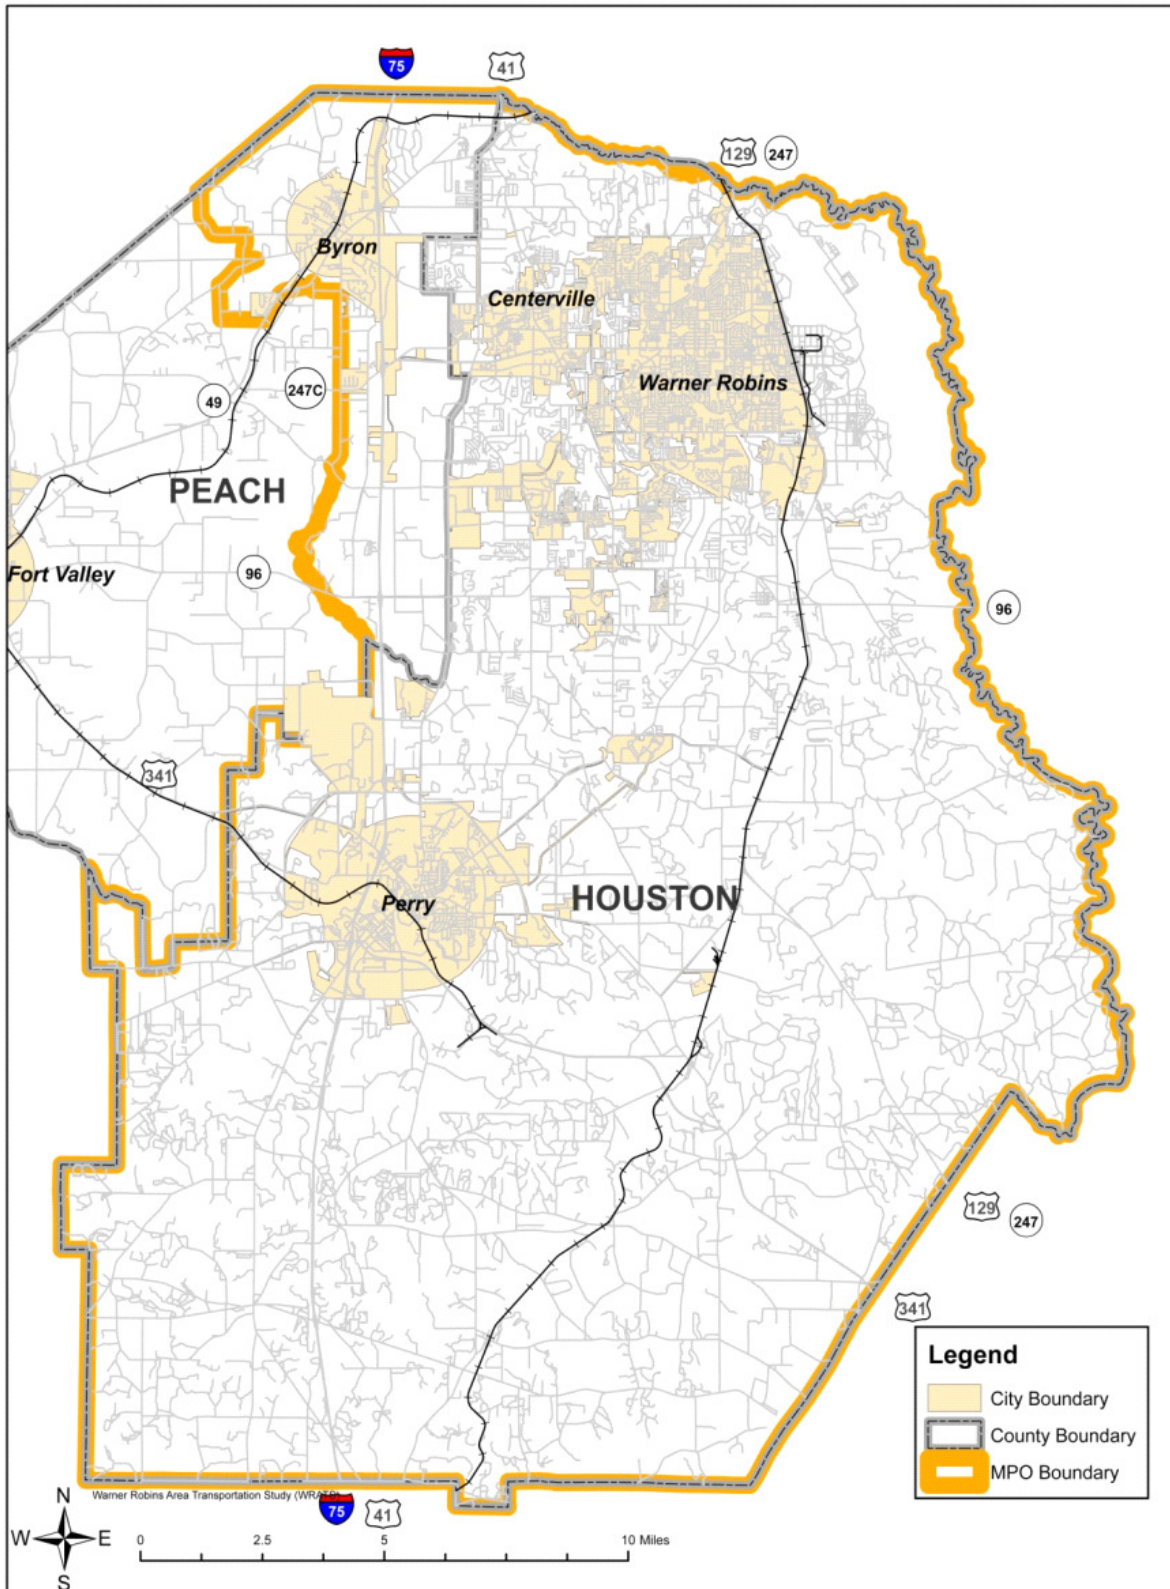 75
41
129
247
Byron
Centerville
Warner Robins
247C
49
PEACH
Fort Valley
96
96
341
HOUSTON
Perry
129
247
341
Legend
City Boundary
County Boundary
MPO Boundary
Warner Robins Area Transportation Study
75
41
N
W
E
S
0
2.5
5
10 Miles